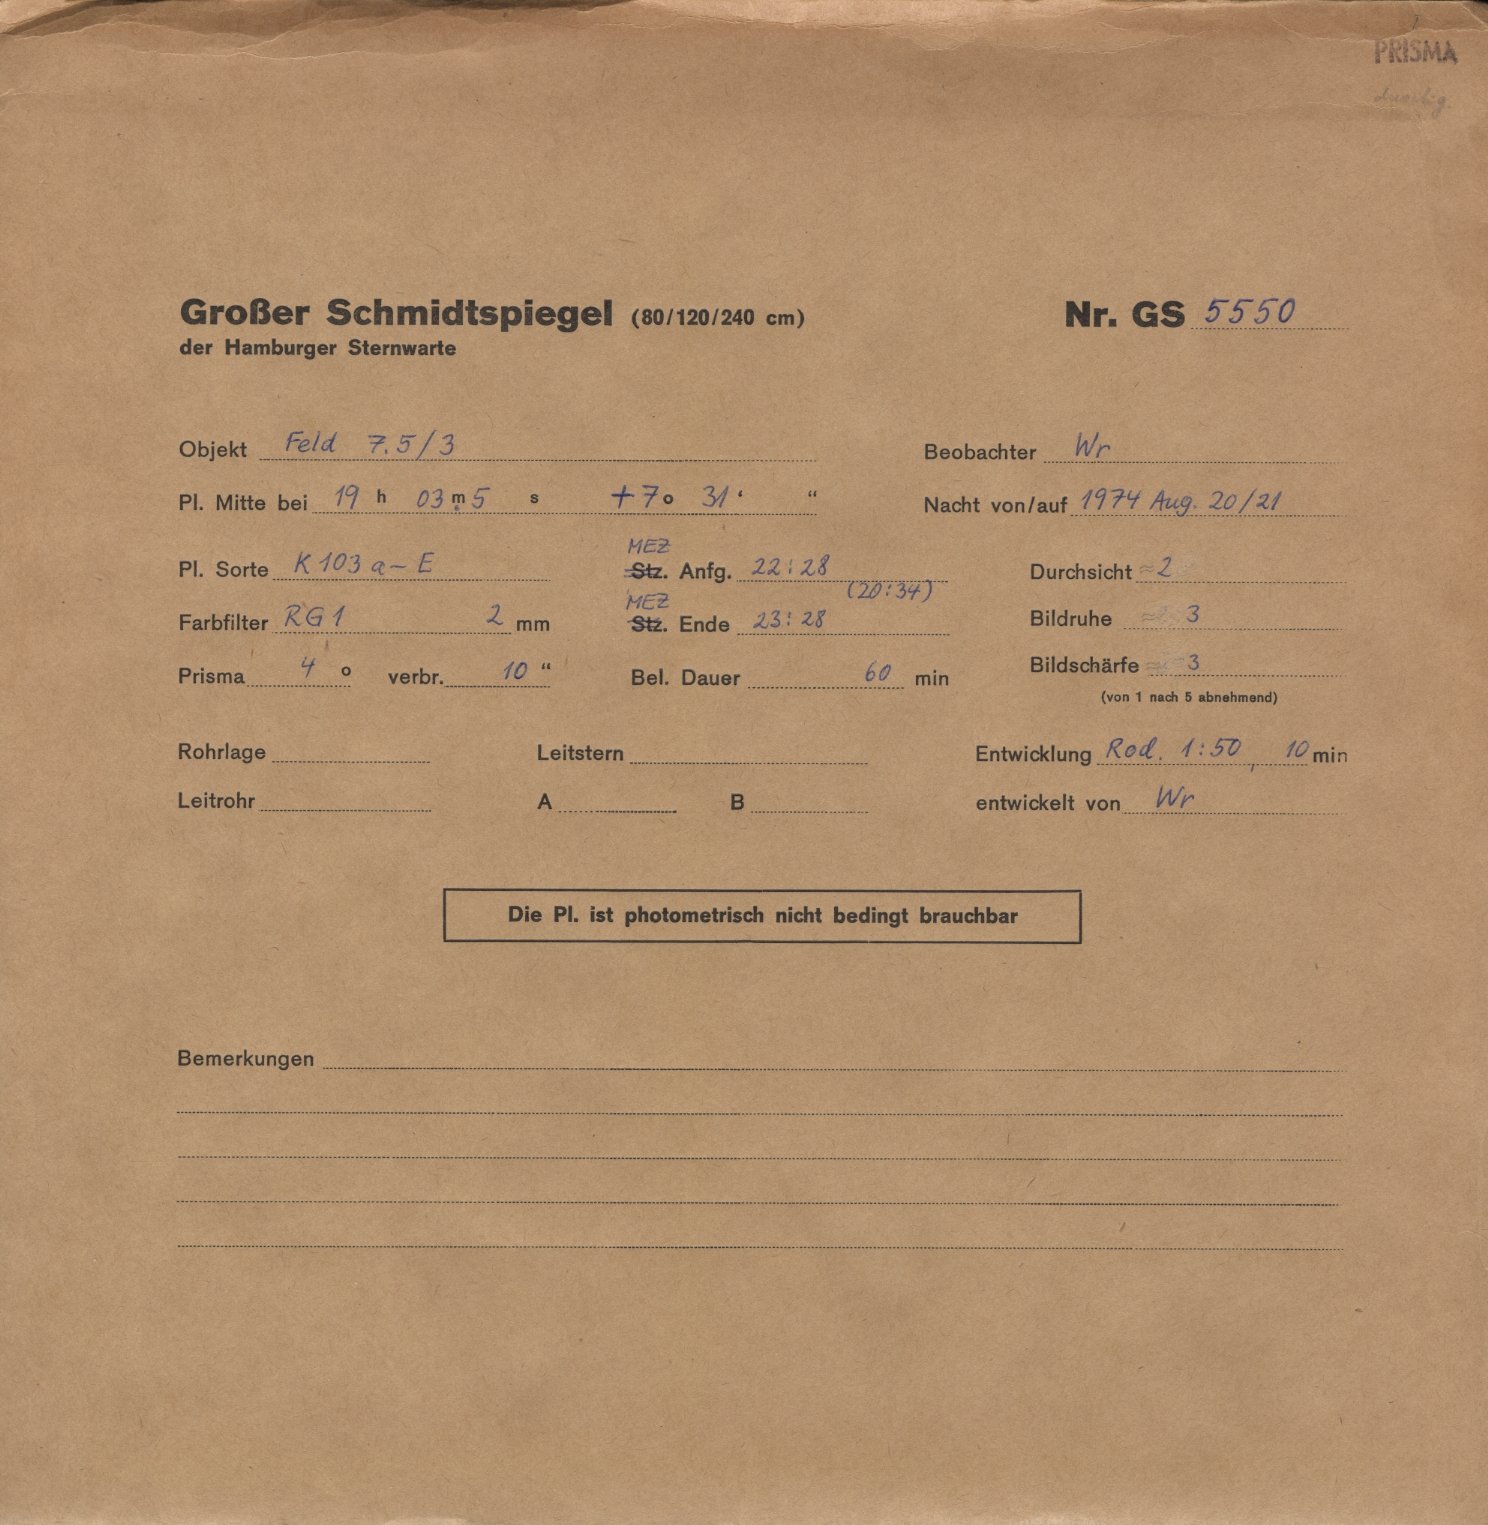 PRISMA
Großer Schmidtspiegel (80/120/240 cm) Nr. GS 5550
der Hamburger Sternwarte
Objekt Feld 7.5/3 Beobachter Wr
Pl. Mitte bei 19 h 03 m 5 s +7 o 31 ' “ Nacht von/auf 1974 Aug. 20/21
MEZ
Pl. Sorte K 103 a-E Stz. Anfg. 22:28 Durchsicht ≈2
(20:34)
MEZ
Farbfilter RG1 2 mm Stz. Ende 23:28 Bildruhe 3
Prisma 4 o verbr. 10 “ Bel. Dauer 60 min Bildschärfe 3
(von 1 nach 5 abnehmend)
Rohrlage Leitstern Entwicklung Rod. 1:50, 10 min
Leitrohr A B entwickelt von Wr
Die Pl. ist photometrisch nicht bedingt brauchbar
Bemerkungen